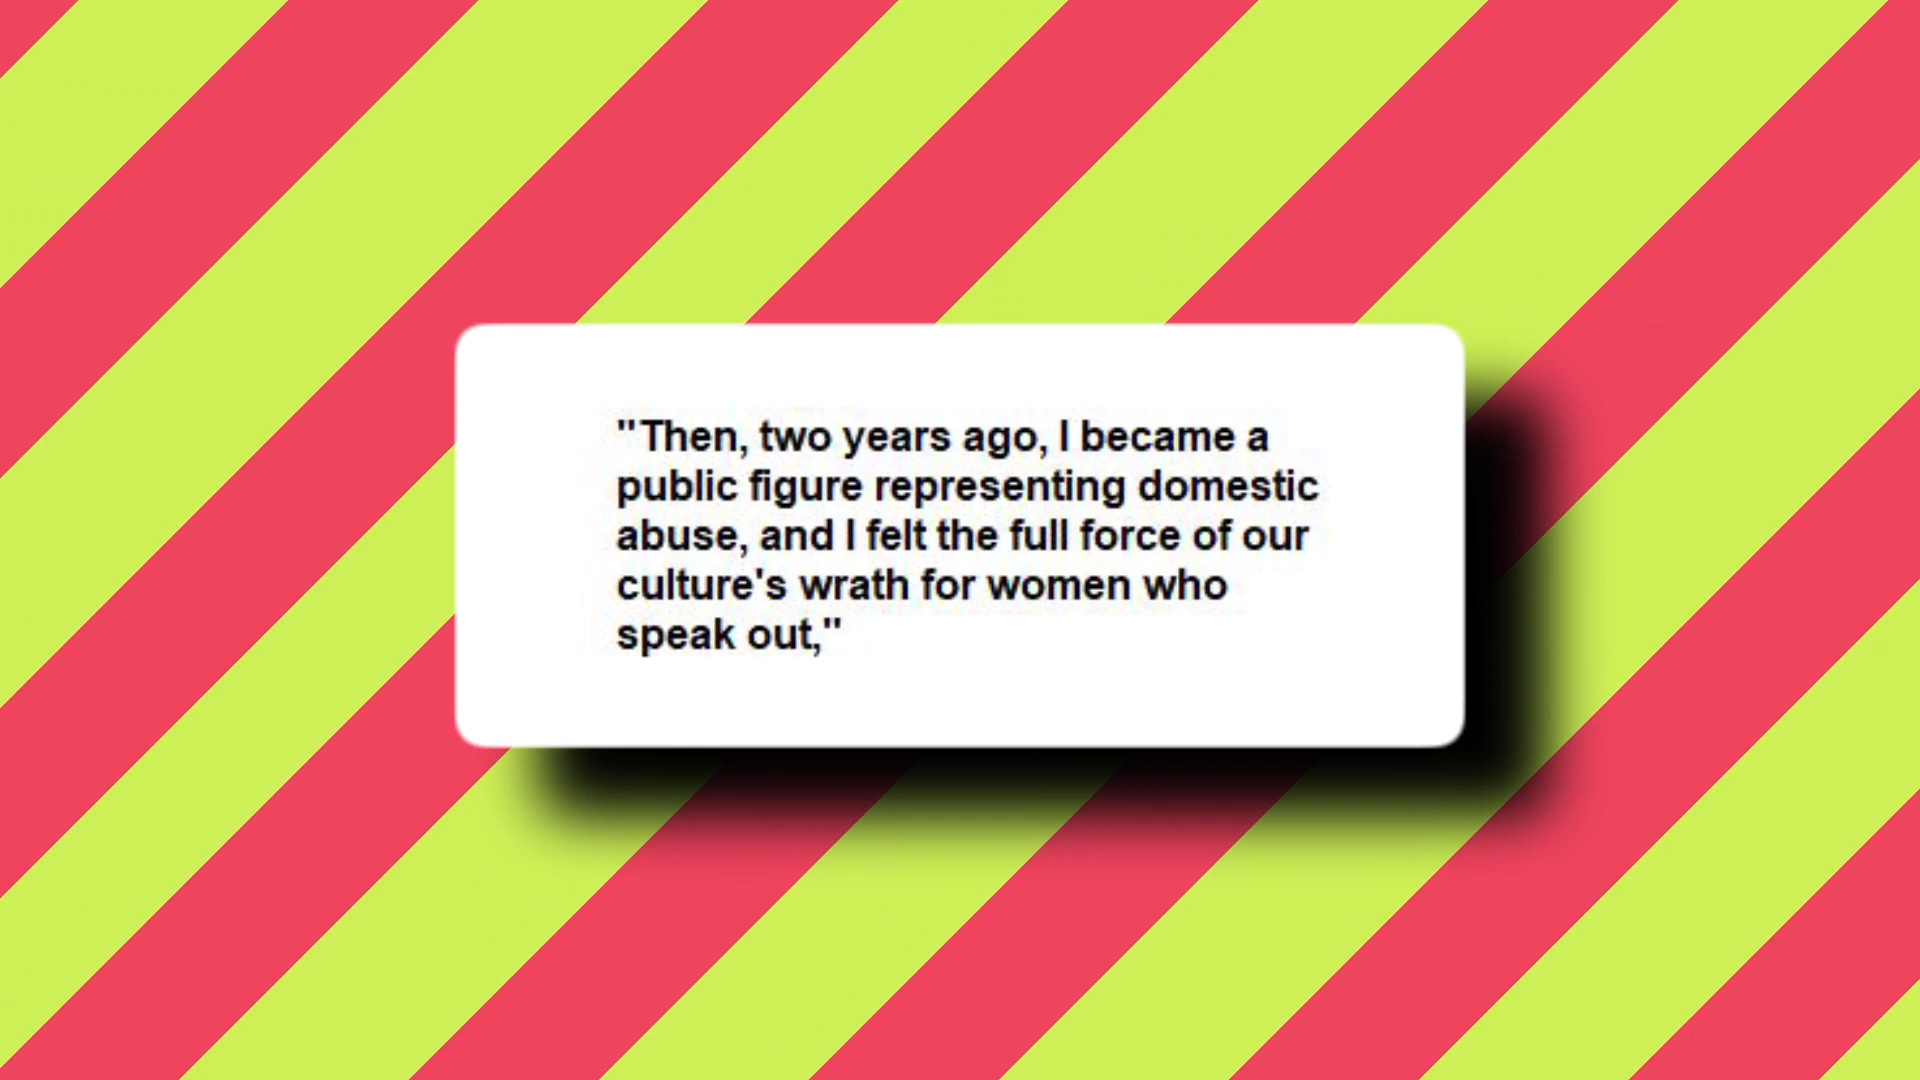 "Then, two years ago, I became a
public figure representing domestic
abuse, and I felt the full force of our
culture's wrath for women who
speak out,"